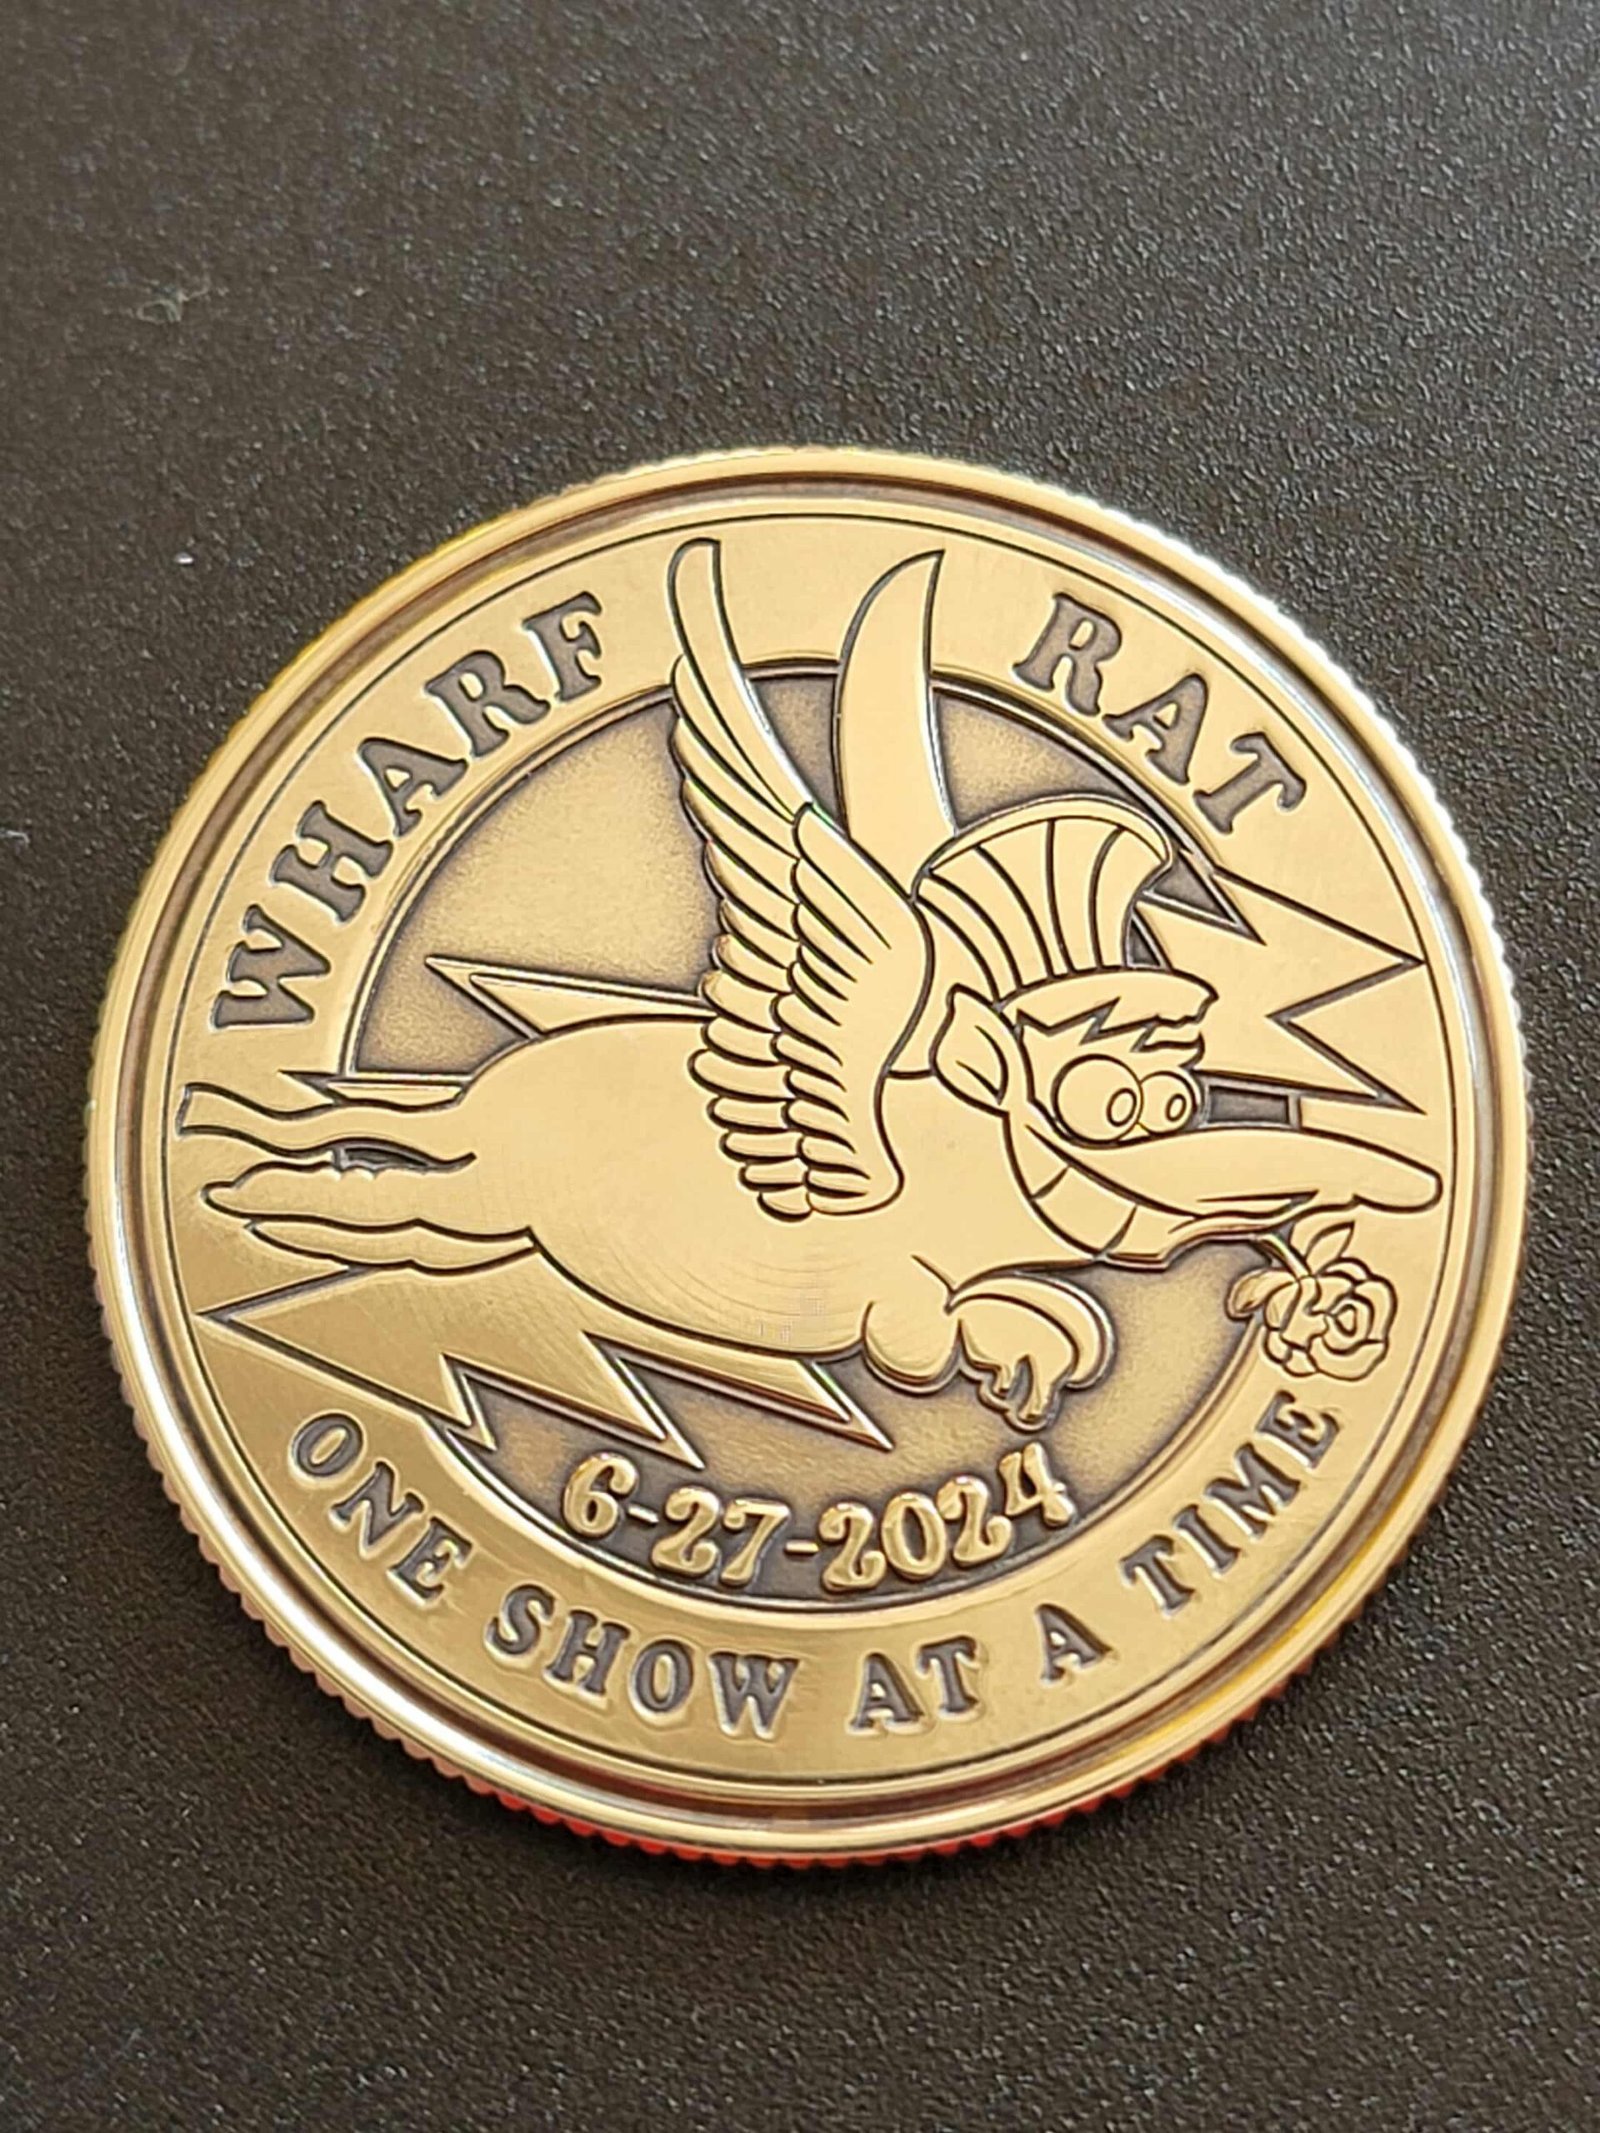 WHARF RAT
6-27-2024
ONE SHOW AT A TIME